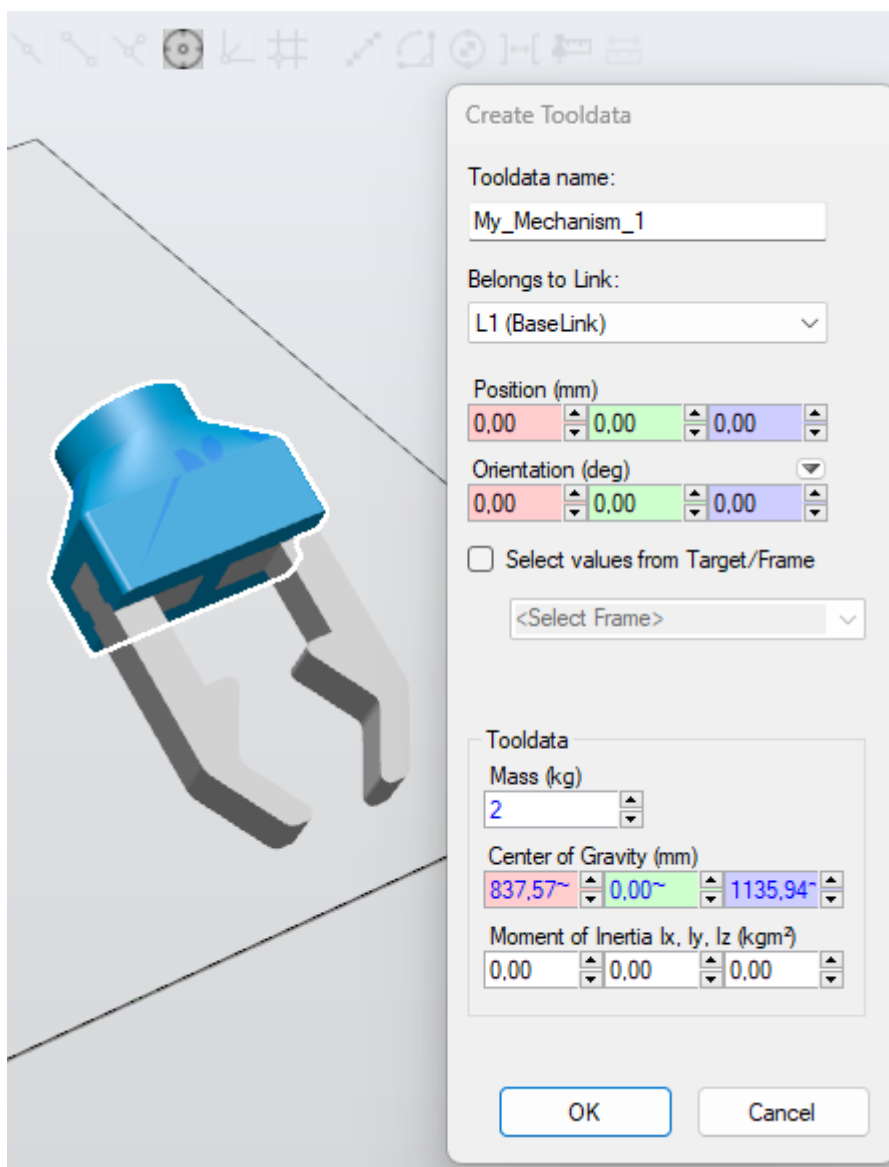 Create Tooldata
Tooldata name:
My_Mechanism_1
Belongs to Link:
L1 (BaseLink)
Position (mm)
0,00 0,00 0,00
Orientation (deg)
0,00 0,00 0,00
Select values from Target/Frame
<Select Frame>
Tooldata
Mass (kg)
2
Center of Gravity (mm)
837,57~ 0,00~ 1135,94~
Moment of Inertia Ix, Iy, Iz (kgm²)
0,00 0,00 0,00
OK Cancel